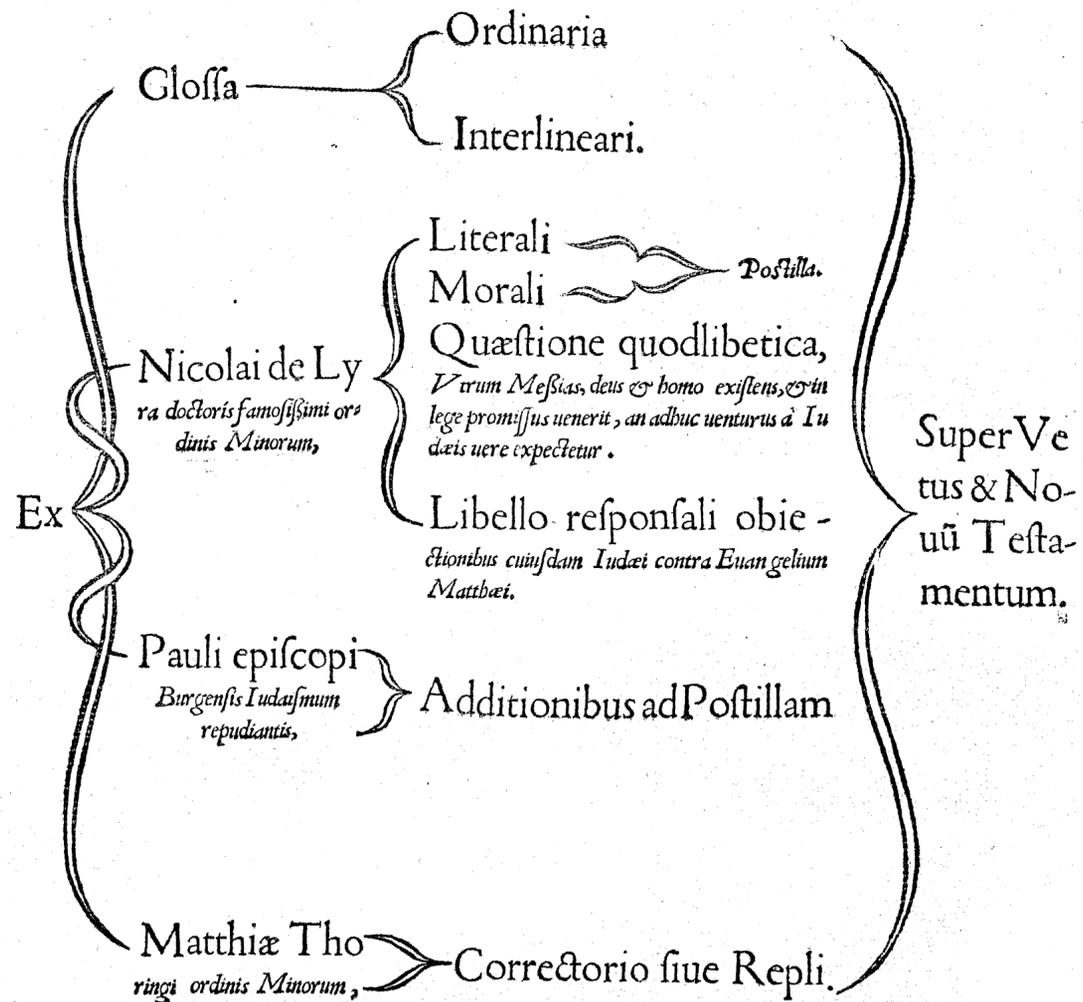 Ordinaria
Gloſſa
Interlineari.
Literali
Morali
Poſtilla.
Quæſtione quodlibetica,
Vtrum Meſsias, deus & homo exiſtens, & in
lege promiſſus uenerit, an adhuc uenturus à Iu
dæis uere expectetur.
Nicolai de Ly
ra doctoris famoſiſsimi or⸗
dinis Minorum,
Libello reſponſali obie-
ctionibus cuiuſdam Iudæi contra Euangelium
Matthæi.
Ex
Pauli epiſcopi
Burgenſis Iudaiſmum
repudiantis,
Additionibus ad Poſtillam
Matthiæ Tho
ringi ordinis Minorum,
Correctorio ſiue Repli.
Super Ve
tus & No-
uũ Teſta-
mentum.